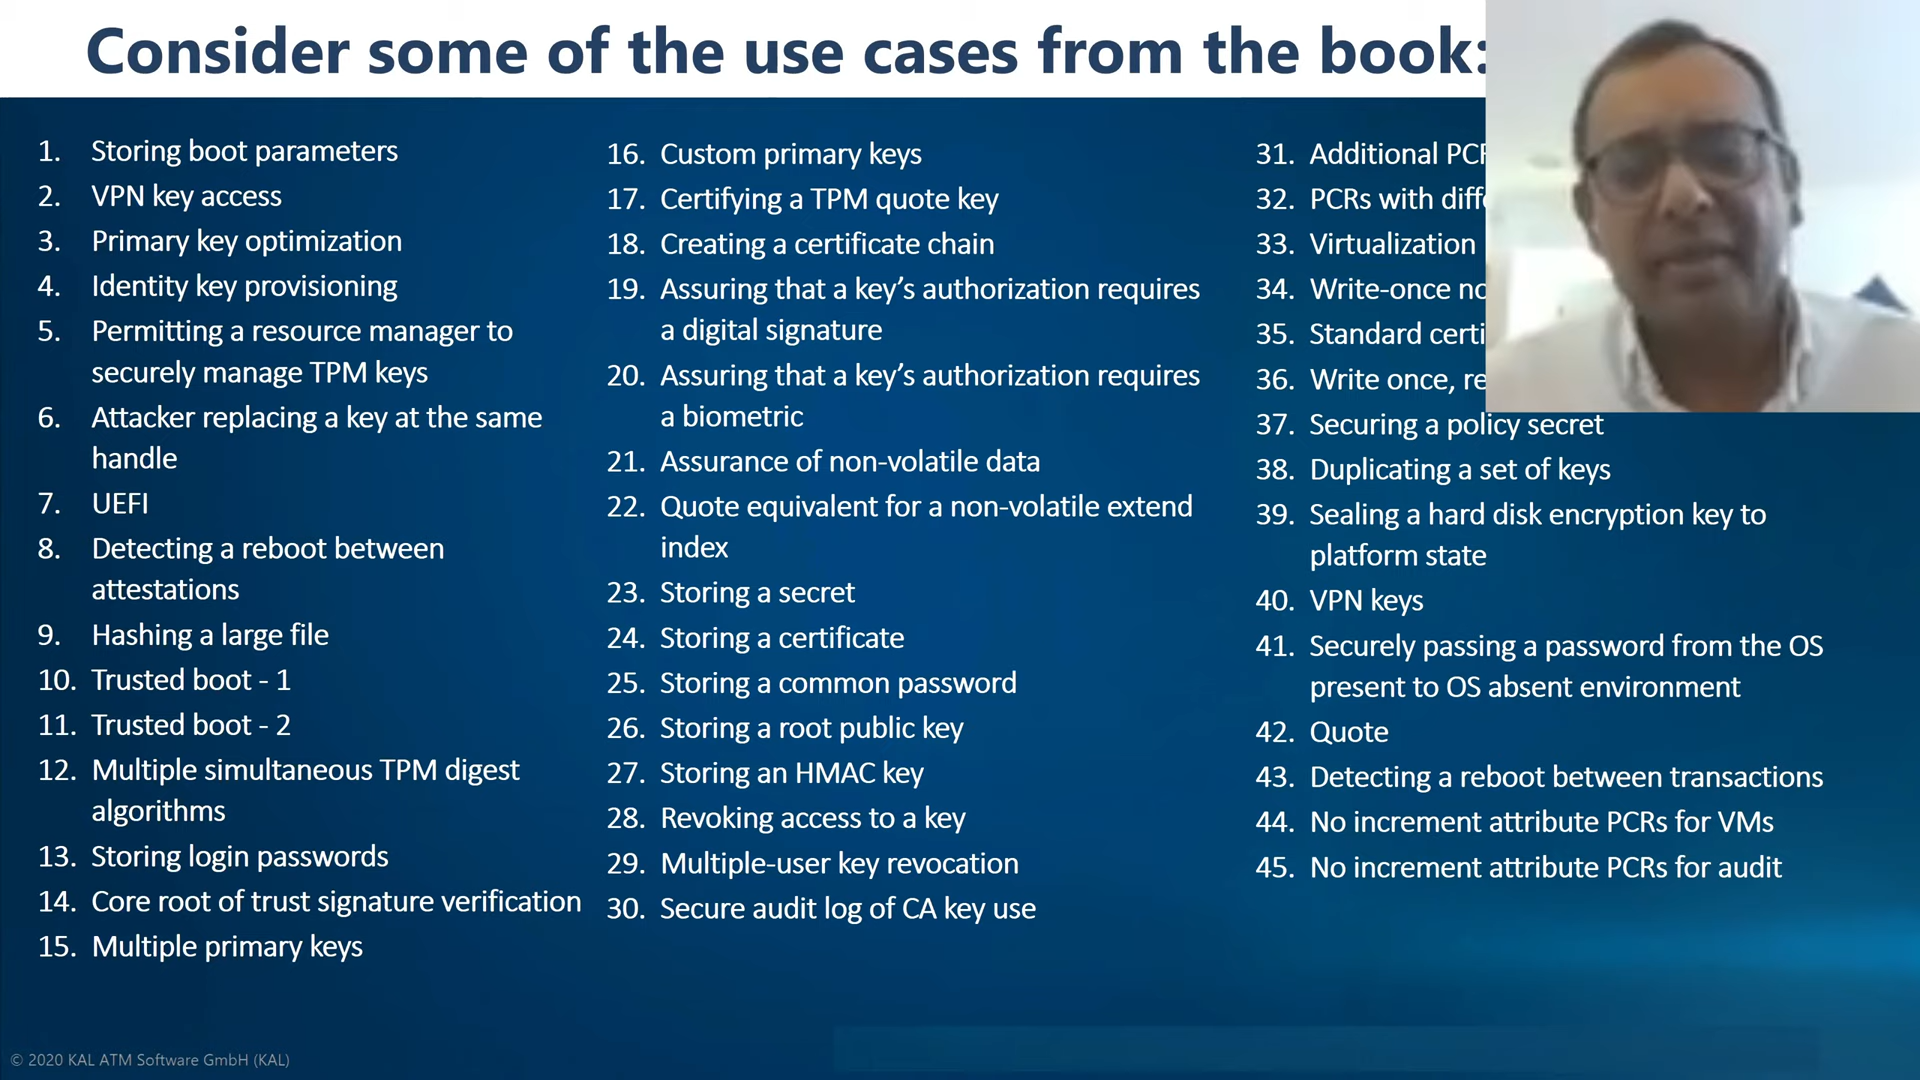 Consider some of the use cases from the book:
1. Storing boot parameters
2. VPN key access
3. Primary key optimization
4. Identity key provisioning
5. Permitting a resource manager to
securely manage TPM keys
6. Attacker replacing a key at the same
handle
7. UEFI
8. Detecting a reboot between
attestations
9. Hashing a large file
10. Trusted boot - 1
11. Trusted boot - 2
12. Multiple simultaneous TPM digest
algorithms
13. Storing login passwords
14. Core root of trust signature verification
15. Multiple primary keys
16. Custom primary keys
17. Certifying a TPM quote key
18. Creating a certificate chain
19. Assuring that a key’s authorization requires
a digital signature
20. Assuring that a key’s authorization requires
a biometric
21. Assurance of non-volatile data
22. Quote equivalent for a non-volatile extend
index
23. Storing a secret
24. Storing a certificate
25. Storing a common password
26. Storing a root public key
27. Storing an HMAC key
28. Revoking access to a key
29. Multiple-user key revocation
30. Secure audit log of CA key use
31. Additional
32. PCRs with
33. Virtualization
34. Write-once
35. Standard
36. Write once,
37. Securing a policy secret
38. Duplicating a set of keys
39. Sealing a hard disk encryption key to
platform state
40. VPN keys
41. Securely passing a password from the OS
present to OS absent environment
42. Quote
43. Detecting a reboot between transactions
44. No increment attribute PCRs for VMs
45. No increment attribute PCRs for audit
© 2020 KAL ATM Software GmbH (KAL)